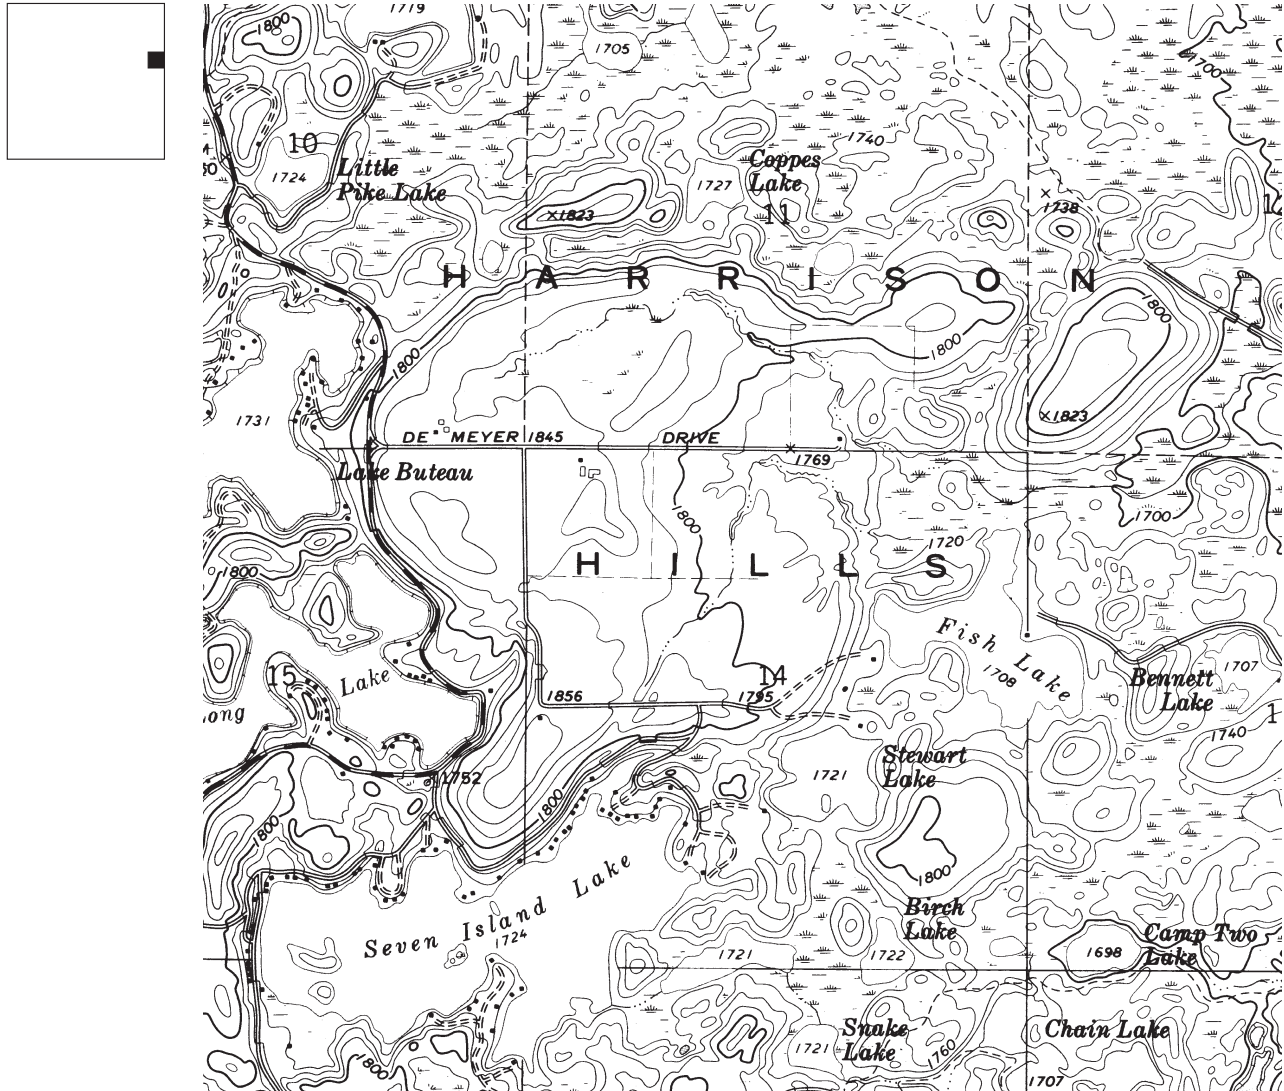 1719
1800
1705
1700
10
1740
1724
Little
Pike Lake
1727
Coppes
Lake
11
1823
1738
HARRISON
1800
1800
1800
1823
1731
DE MEYER 1845 DRIVE
1769
Lake Buteau
1800
1700
1720
1800
HILLS
Fish Lake
1708
15
Lake
14
1707
Bennett
Lake
1856
1795
1740
Stewart
Lake
1721
1752
1800
1800
1800
Seven Island Lake
1724
Birch
Lake
1721
1722
Camp Two
Lake
1698
Snake
Lake
1721
Chain Lake
1760
1800
1707